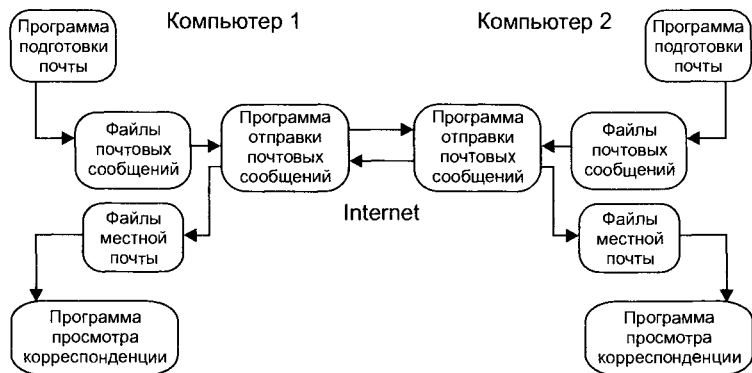 Компьютер 1
Компьютер 2
Программа
подготовки
почты
Программа
подготовки
почты
Файлы
почтовых
сообщений
Программа
отправки
почтовых
сообщений
Программа
отправки
почтовых
сообщений
Файлы
почтовых
сообщений
Internet
Файлы
местной
почты
Файлы
местной
почты
Программа
просмотра
корреспонденции
Программа
просмотра
корреспонденции